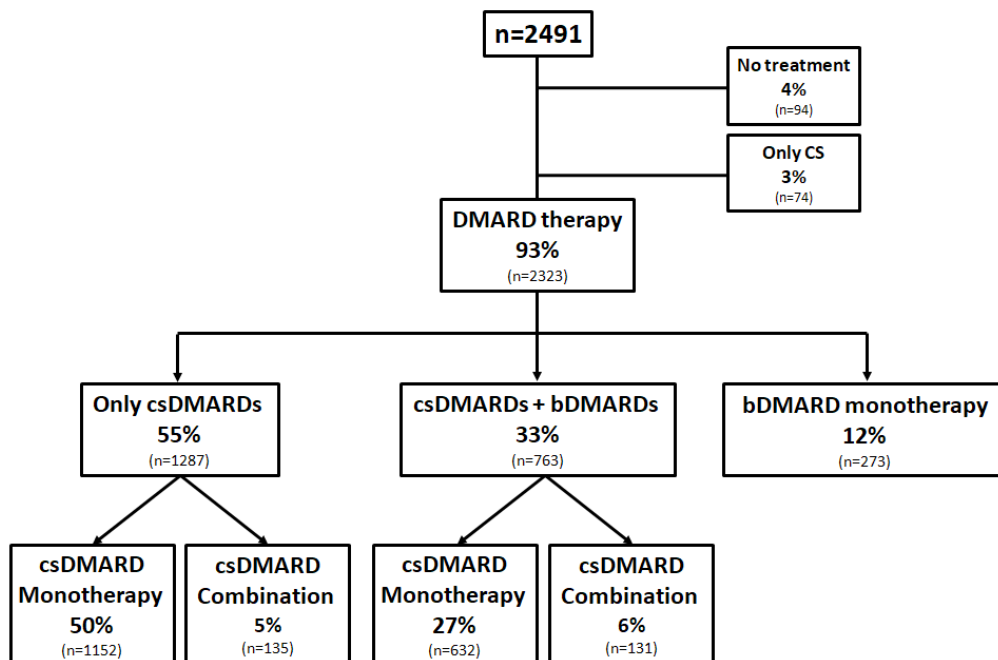 n=2491
No treatment
4%
(n=94)
Only CS
3%
(n=74)
DMARD therapy
93%
(n=2323)
Only csDMARDs
55%
(n=1287)
csDMARDs + bDMARDs
33%
(n=763)
bDMARD monotherapy
12%
(n=273)
csDMARD
Monotherapy
50%
(n=1152)
csDMARD
Combination
5%
(n=135)
csDMARD
Monotherapy
27%
(n=632)
csDMARD
Combination
6%
(n=131)